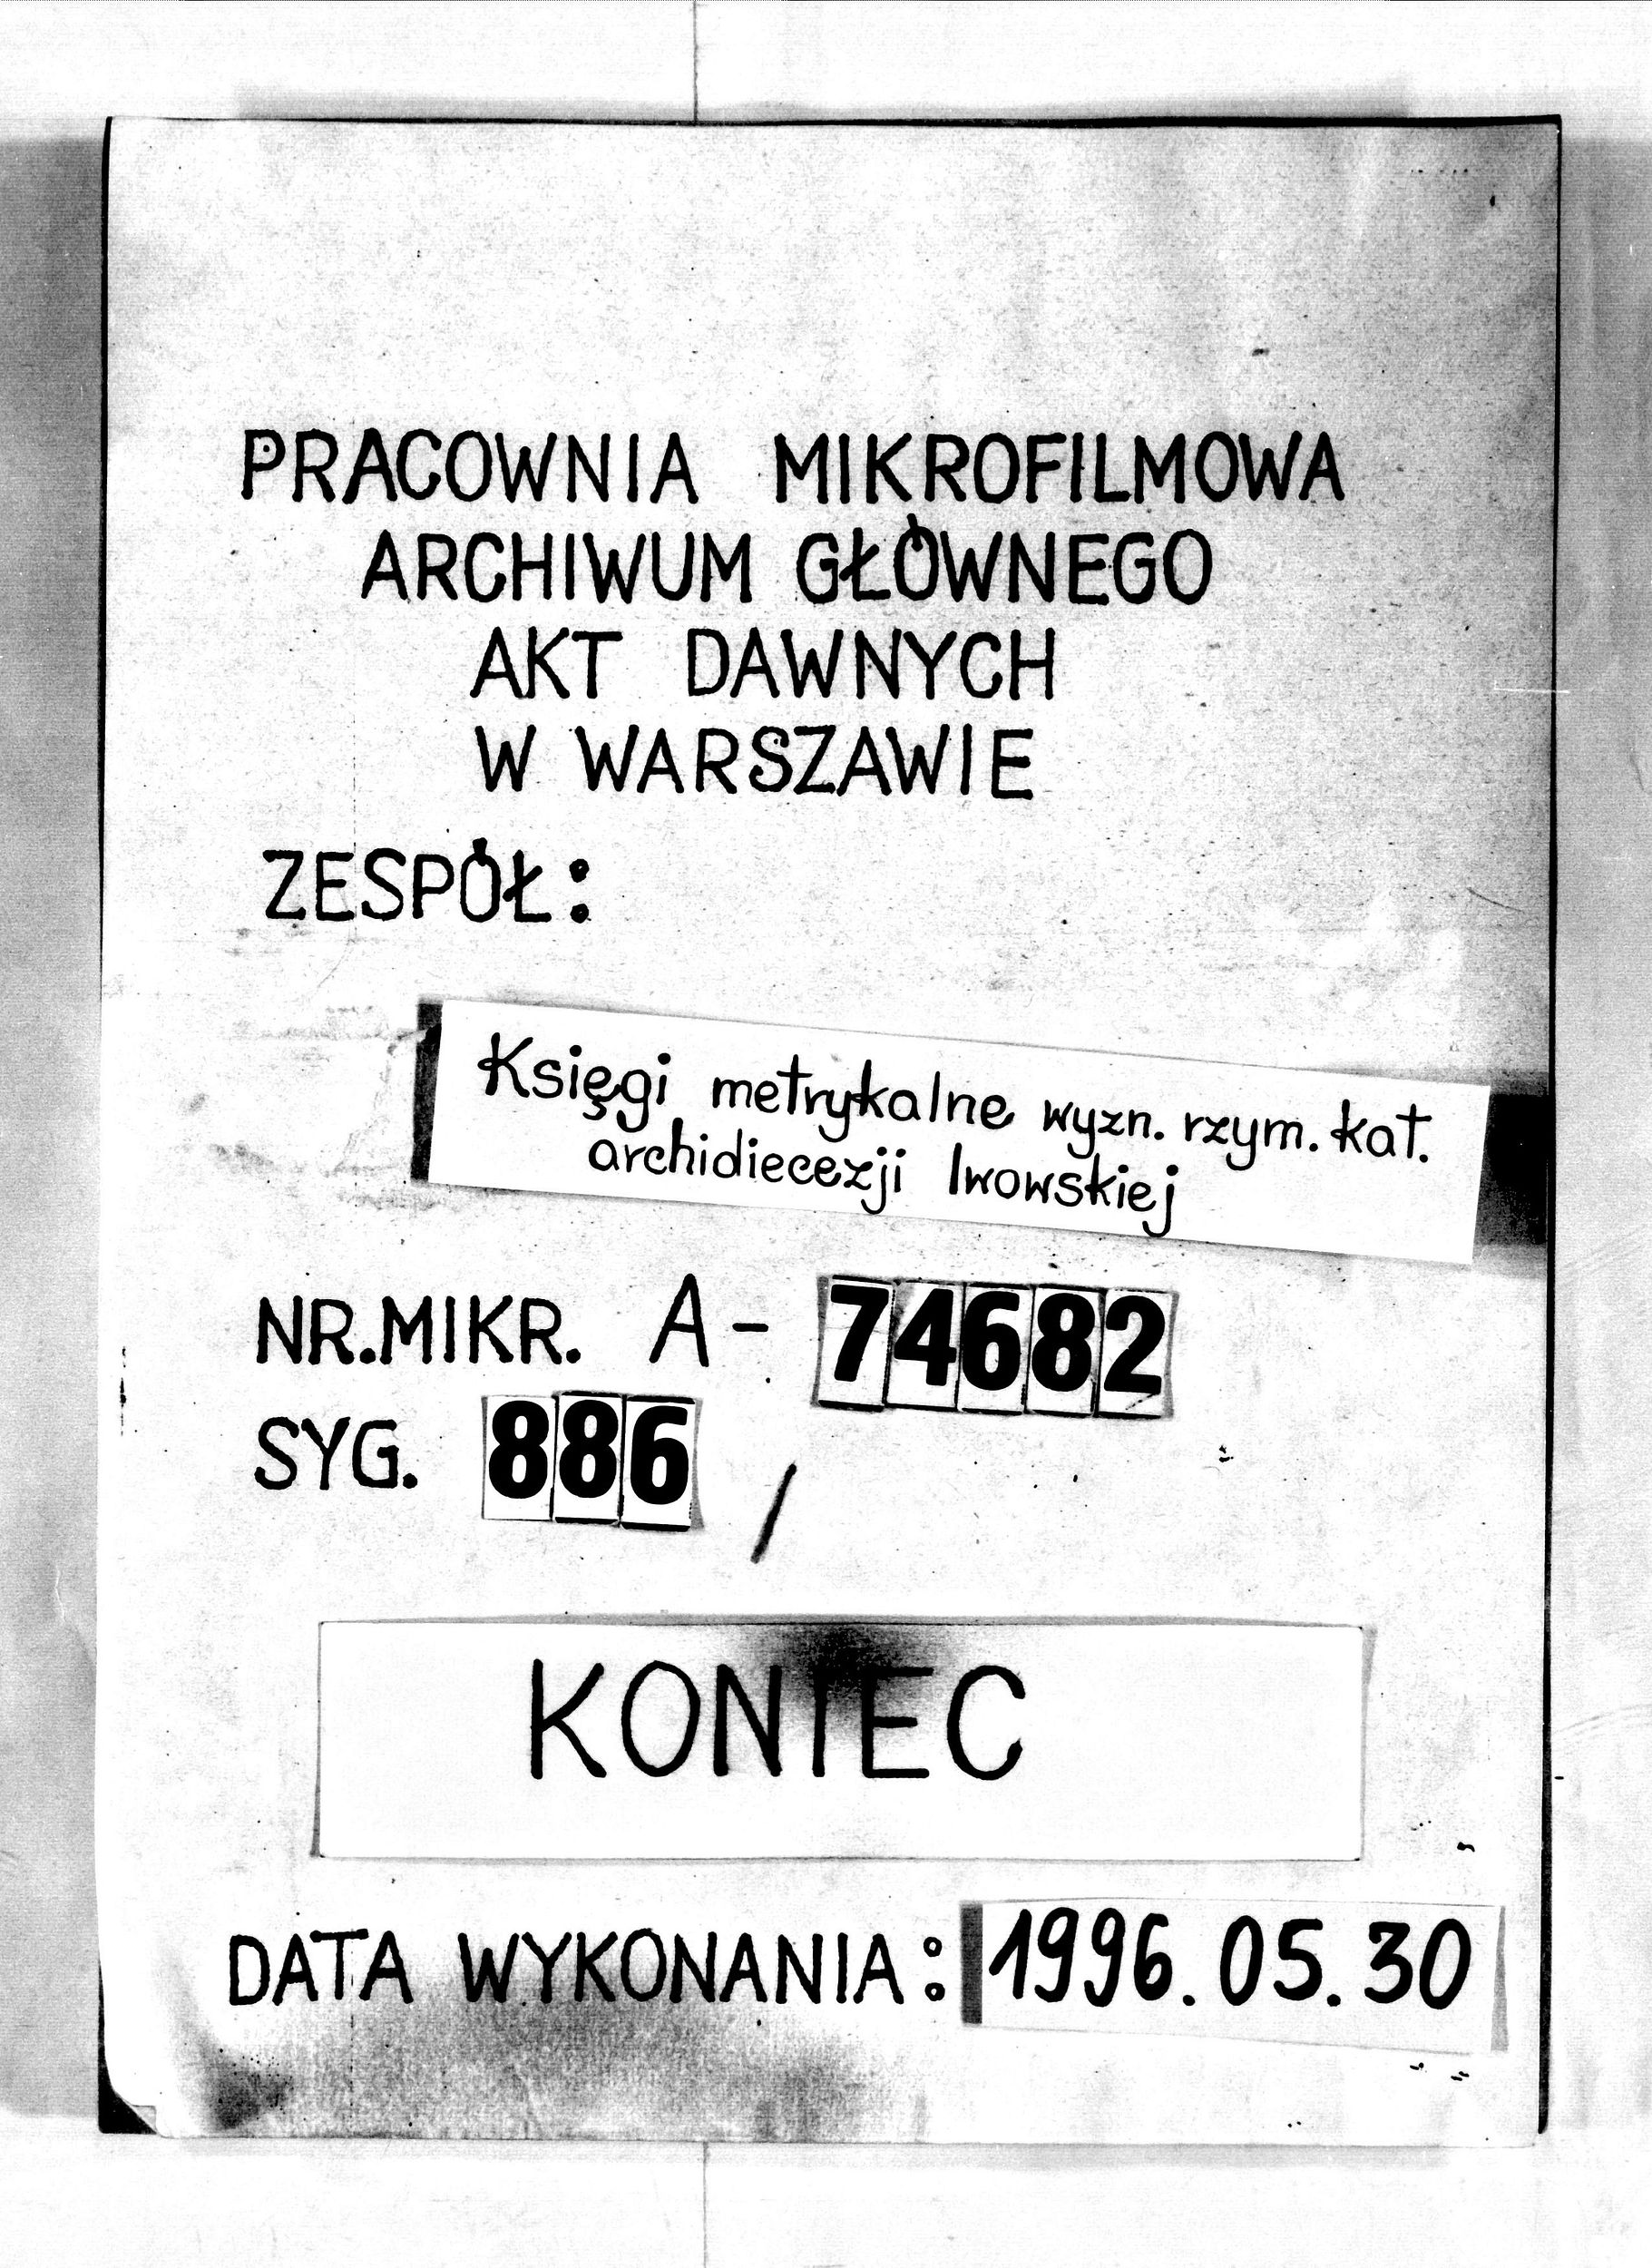 PRACOWNIA MIKROFILMOWA
ARCHIWUM GŁÓWNEGO
AKT DAWNYCH
W WARSZAWIE
ZESPÓŁ:
Księgi metrykalne wyzn. rzym. kat.
archidiecezji lwowskiej
NR.MIKR. A- 74682
SYG. 886 /
KONIEC
DATA WYKONANIA: 1996.05.30